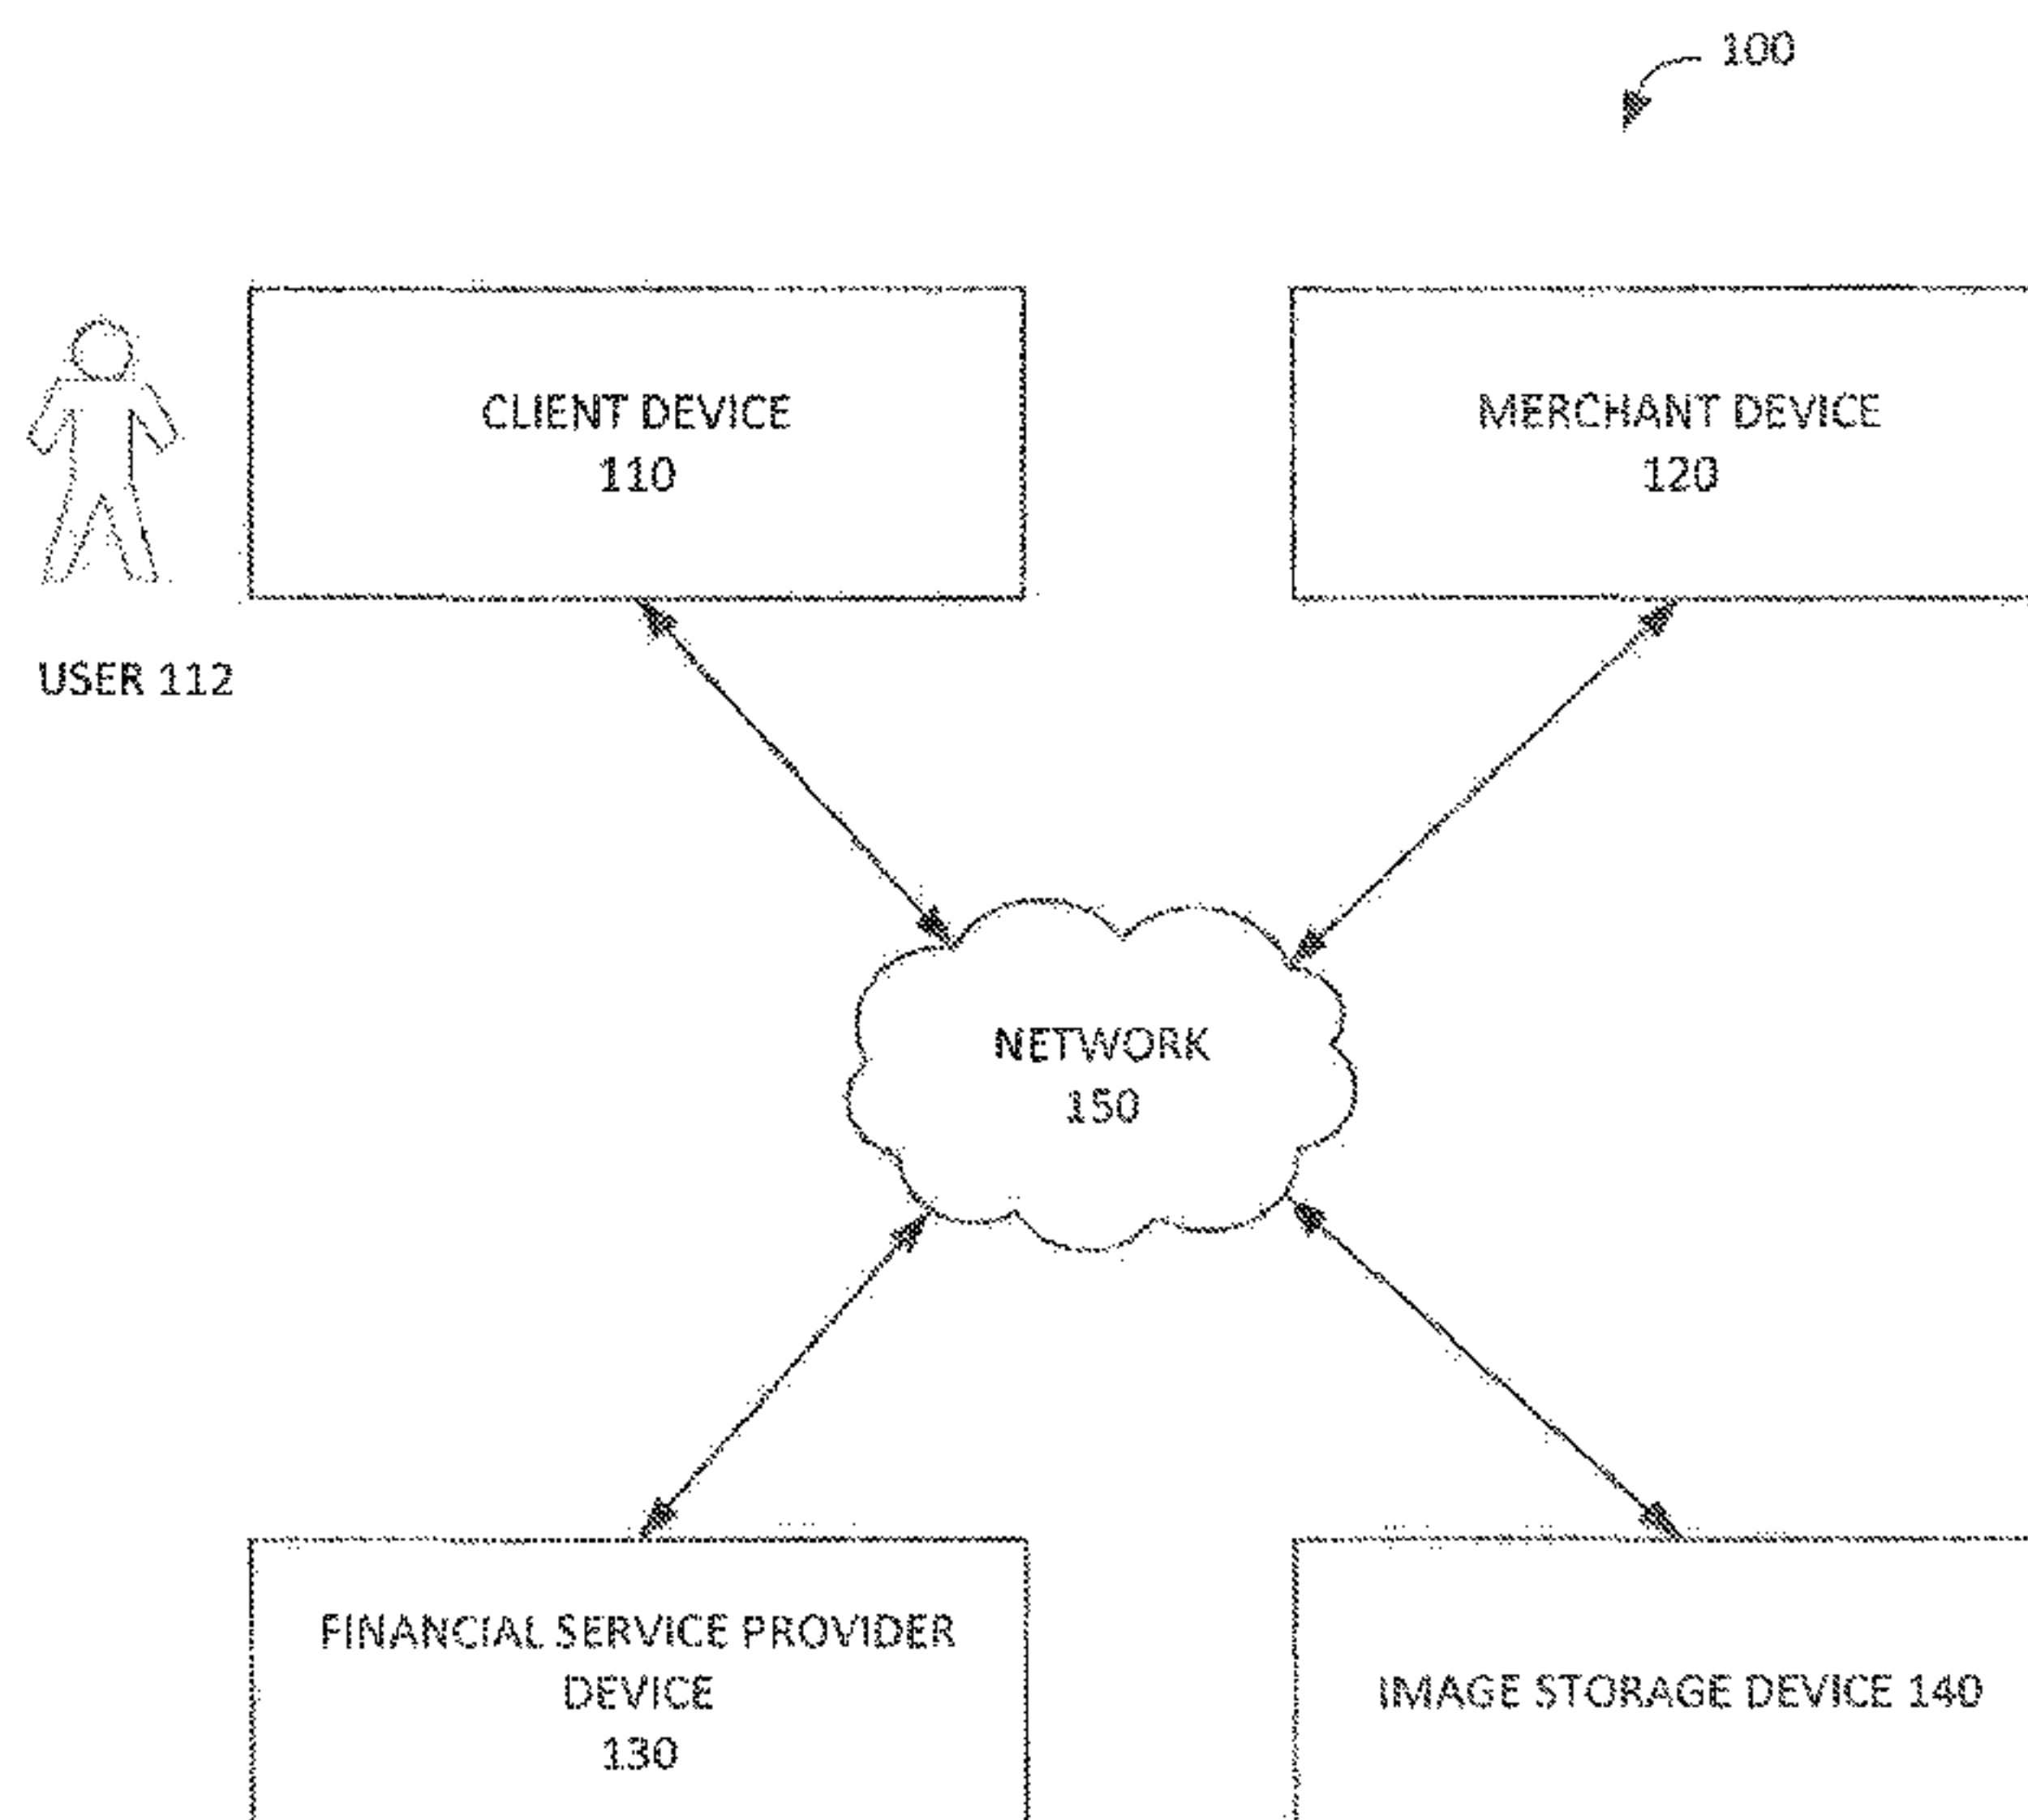 100
CLIENT DEVICE
110
MERCHANT DEVICE
120
USER 112
NETWORK
150
FINANCIAL SERVICE PROVIDER
DEVICE
130
IMAGE STORAGE DEVICE 140